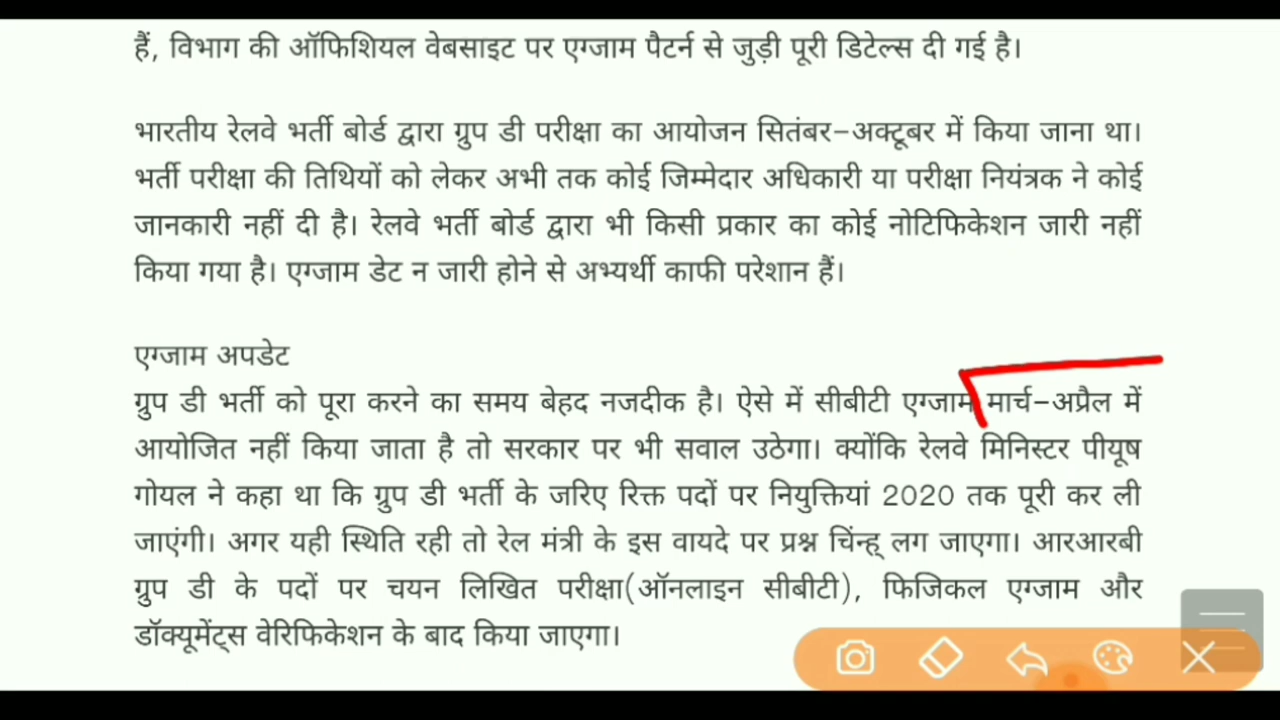 हैं, विभाग की ऑफिशियल वेबसाइट पर एग्जाम पैटर्न से जुड़ी पूरी डिटेल्स दी गई है।
भारतीय रेलवे भर्ती बोर्ड द्वारा ग्रुप डी परीक्षा का आयोजन सितंबर-अक्टूबर में किया जाना था।
भर्ती परीक्षा की तिथियों को लेकर अभी तक कोई जिम्मेदार अधिकारी या परीक्षा नियंत्रक ने कोई
जानकारी नहीं दी है। रेलवे भर्ती बोर्ड द्वारा भी किसी प्रकार का कोई नोटिफिकेशन जारी नहीं
किया गया है। एग्जाम डेट न जारी होने से अभ्यर्थी काफी परेशान हैं।
एग्जाम अपडेट
ग्रुप डी भर्ती को पूरा करने का समय बेहद नजदीक है। ऐसे में सीबीटी एग्जाम मार्च-अप्रैल में
आयोजित नहीं किया जाता है तो सरकार पर भी सवाल उठेगा। क्योंकि रेलवे मिनिस्टर पीयूष
गोयल ने कहा था कि ग्रुप डी भर्ती के जरिए रिक्त पदों पर नियुक्तियां 2020 तक पूरी कर ली
जाएंगी। अगर यही स्थिति रही तो रेल मंत्री के इस वायदे पर प्रश्न चिंन्ह् लग जाएगा। आरआरबी
ग्रुप डी के पदों पर चयन लिखित परीक्षा(ऑनलाइन सीबीटी), फिजिकल एग्जाम और
डॉक्यूमेंट्स वेरिफिकेशन के बाद किया जाएगा।